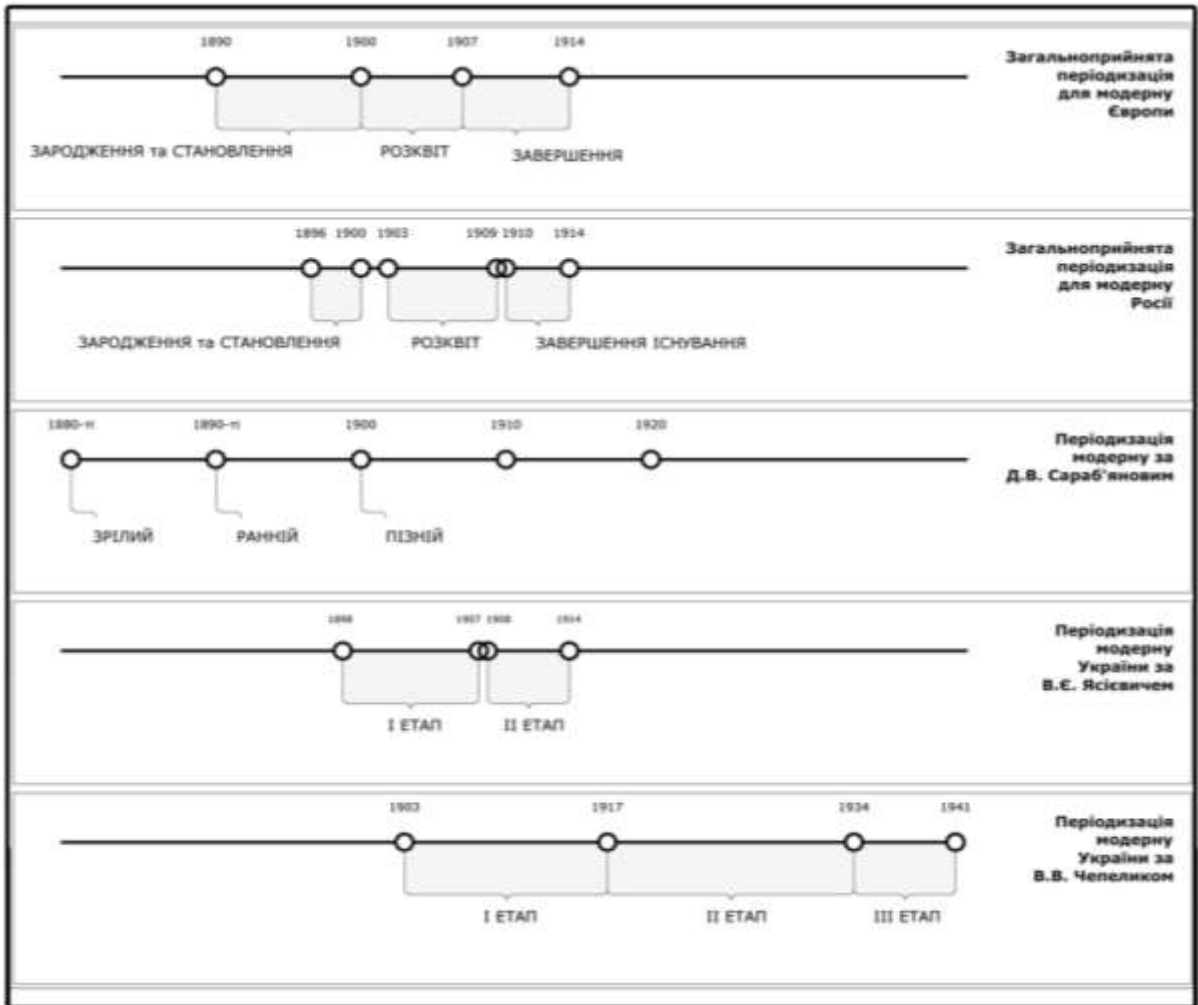 1890 1900 1907 1914
Загальноприйнята
періодизація
для модерну
Європи
ЗАРОДЖЕННЯ та СТАНОВЛЕННЯ РОЗКВІТ ЗАВЕРШЕННЯ
1896 1900 1903 1909 1910 1914
Загальноприйнята
періодизація
для модерну
Росії
ЗАРОДЖЕННЯ та СТАНОВЛЕННЯ РОЗКВІТ ЗАВЕРШЕННЯ ІСНУВАННЯ
1880-ті 1890-ті 1900 1910 1920
Періодизація
модерну за
Д.В. Сараб'яновим
ЗРІЛИЙ РАННІЙ ПІЗНІЙ
1898 1907 1908 1914
Періодизація
модерну
України за
В.Є. Ясієвичем
І ЕТАП ІІ ЕТАП
1903 1917 1934 1941
Періодизація
модерну
України за
В.В. Чепеликом
І ЕТАП ІІ ЕТАП ІІІ ЕТАП